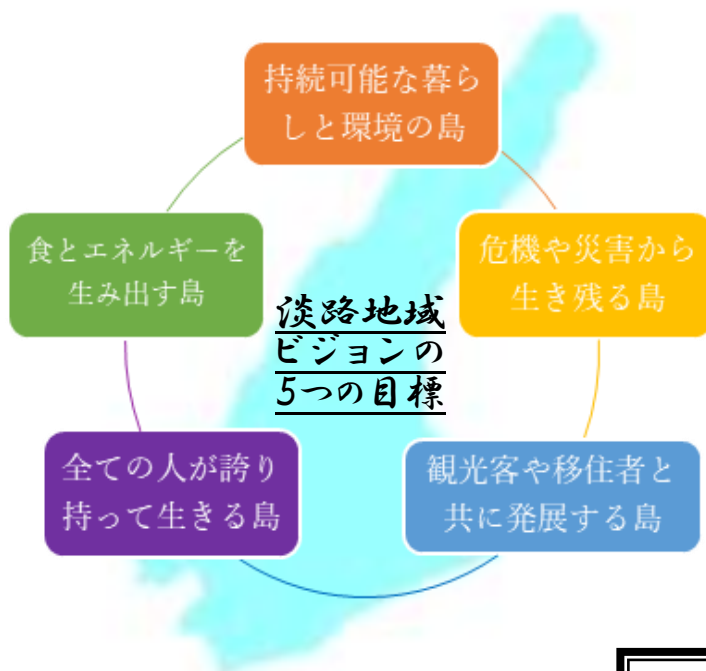 持続可能な暮ら
しと環境の島
食とエネルギーを
生み出す島
危機や災害から
生き残る島
淡路地域
ビジョンの
5つの目標
全ての人が誇り
持って生きる島
観光客や移住者と
共に発展する島